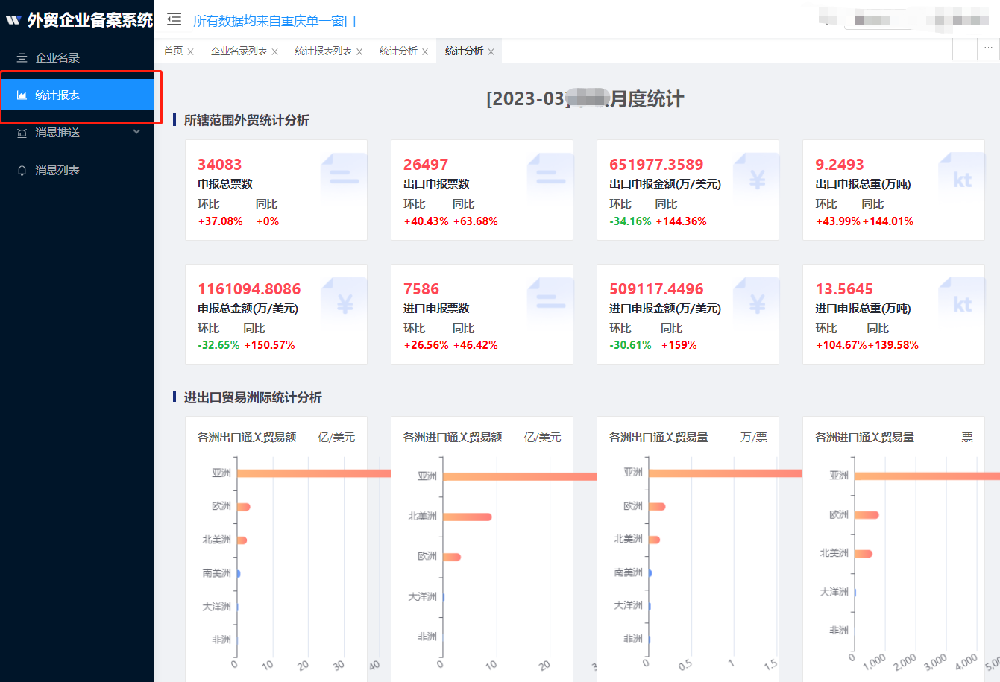 外贸企业备案系统
所有数据均来自重庆单一窗口
企业名录
统计报表
消息推送
消息列表
首页 × 企业名录列表 × 统计报表列表 × 统计分析 × 统计分析 × ...
[2023-03] 月度统计
所辖范围外贸统计分析
34083
申报总票数
环比 同比
+37.08% +0%
26497
出口申报票数
环比 同比
+40.43% +63.68%
651977.3589
出口申报金额(万/美元)
环比 同比
-34.16% +144.36%
¥
9.2493
出口申报总重(万吨)
环比 同比
+43.99% +144.01%
kt
1161094.8086
申报总金额(万/美元)
环比 同比
-32.65% +150.57%
¥
7586
进口申报票数
环比 同比
+26.56% +46.42%
509117.4496
进口申报金额(万/美元)
环比 同比
-30.61% +159%
¥
13.5645
进口申报总重(万吨)
环比 同比
+104.67% +139.58%
kt
进出口贸易洲际统计分析
各洲出口通关贸易额 亿/美元
亚洲
欧洲
北美洲
南美洲
大洋洲
非洲
0 10 20 30 40
各洲进口通关贸易额 亿/美元
亚洲
北美洲
欧洲
大洋洲
非洲
0 10 20
各洲出口通关贸易量 万/票
亚洲
欧洲
北美洲
南美洲
大洋洲
非洲
0 0.5 1 1.5
各洲进口通关贸易量 票
亚洲
欧洲
北美洲
大洋洲
非洲
0 1,000 2,000 3,000 4,000